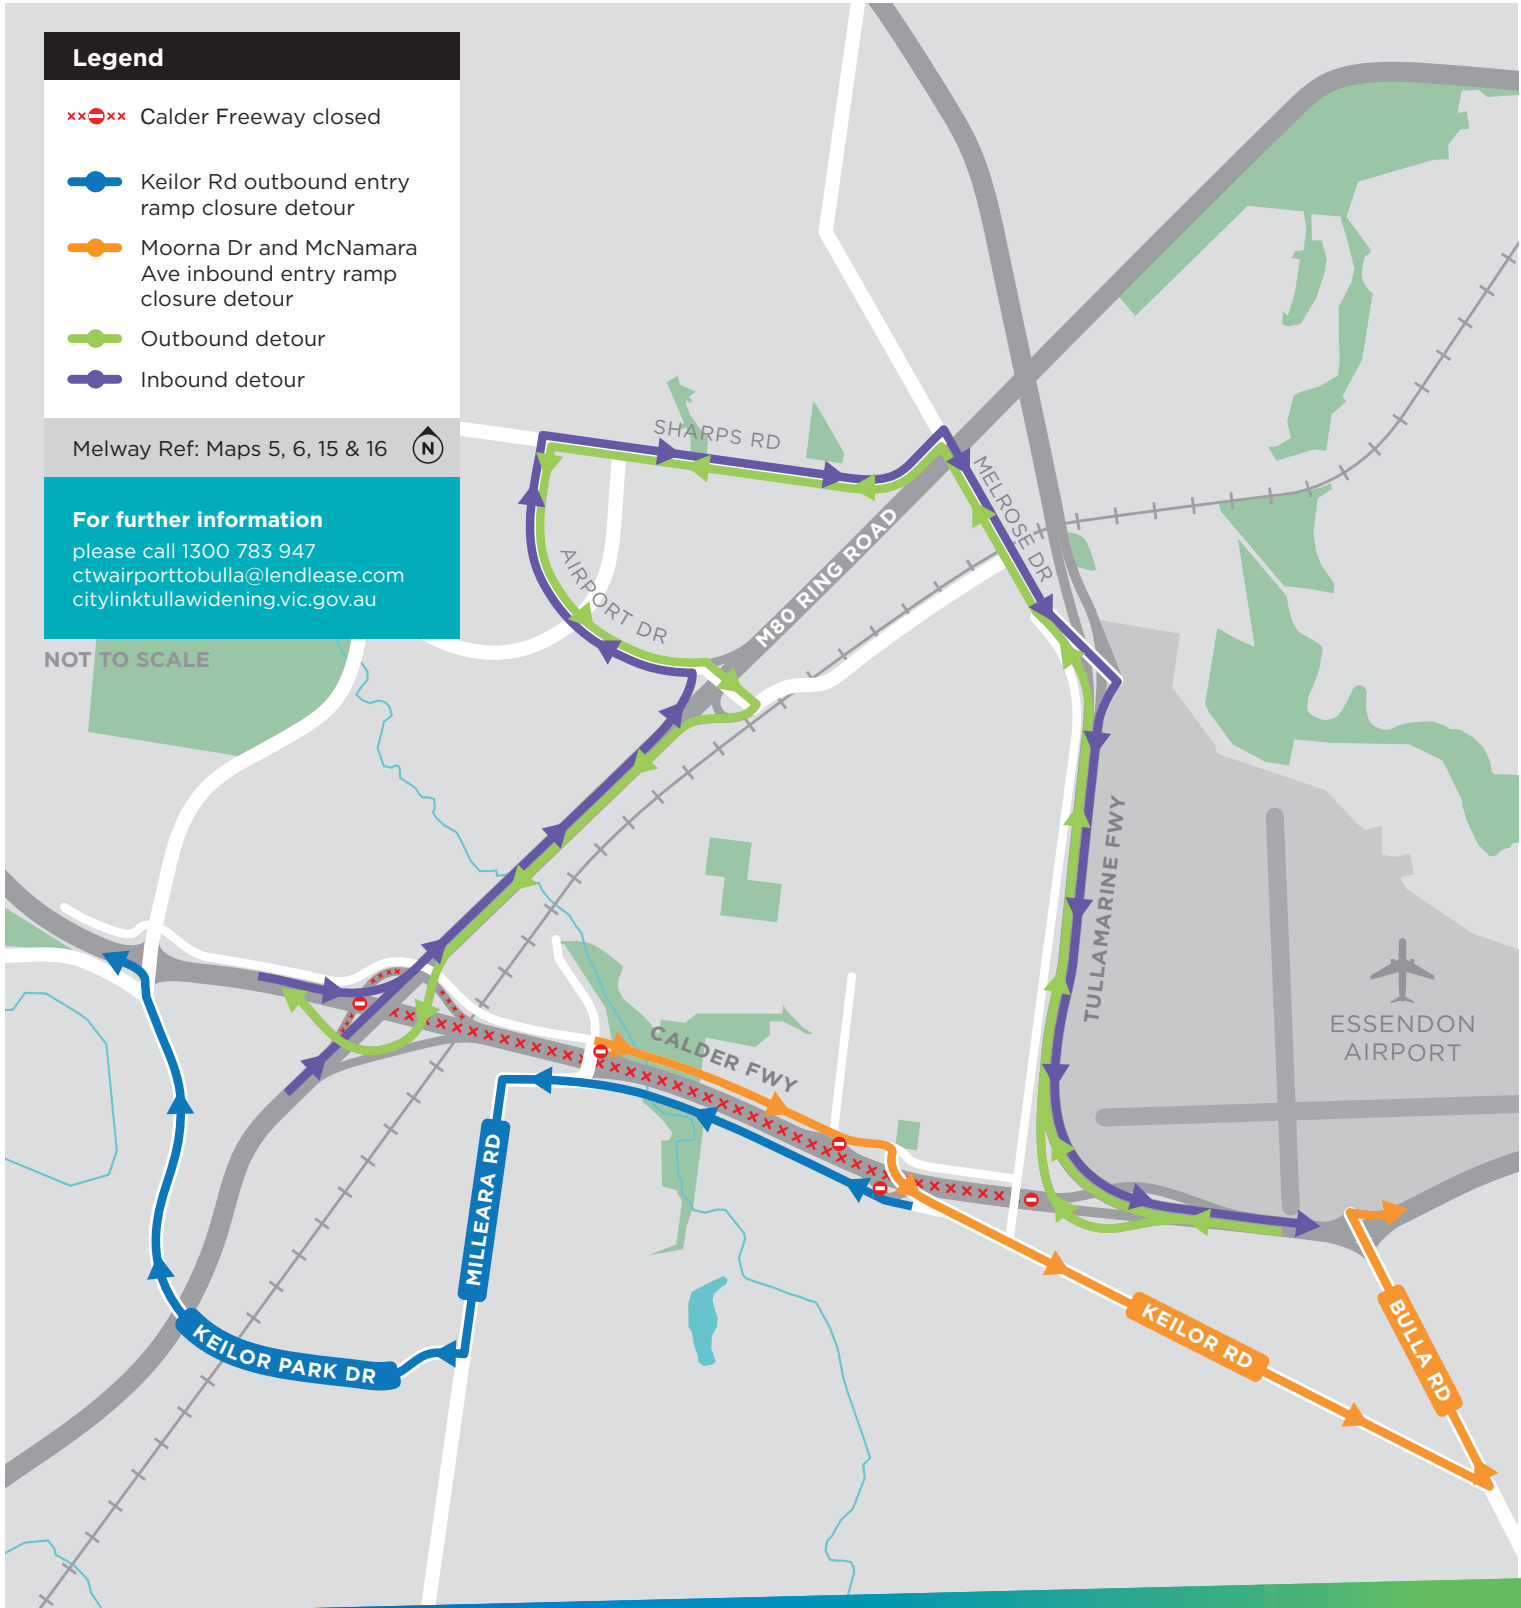 Legend
Calder Freeway closed
Keilor Rd outbound entry
ramp closure detour
Moorna Dr and McNamara
Ave inbound entry ramp
closure detour
Outbound detour
Inbound detour
Melway Ref: Maps 5, 6, 15 & 16
N
For further information
please call 1300 783 947
ctwairporttobulla@lendlease.com
citylinktullawidening.vic.gov.au
NOT TO SCALE
SHARPS RD
MELROSE DR
M80 RING ROAD
AIRPORT DR
TULLAMARINE FWY
ESSENDON
AIRPORT
CALDER FWY
MILLEARA RD
KEILOR PARK DR
KEILOR RD
BULLA RD